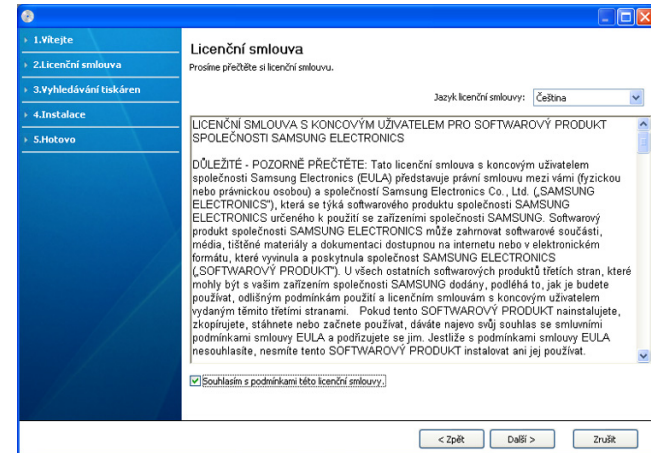 1.Vítejte
2.Licenční smlouva
3.Vyhledávání tiskáren
4.Instalace
5.Hotovo
Licenční smlouva
Prosíme přečtěte si licenční smlouvu.
Jazyk licenční smlouvy: Čeština
LICENČNÍ SMLOUVA S KONCOVÝM UŽIVATELEM PRO SOFTWAROVÝ PRODUKT
SPOLEČNOSTI SAMSUNG ELECTRONICS
DŮLEŽITÉ - POZORNĚ PŘEČTĚTE: Tato licenční smlouva s koncovým uživatelem
společnosti Samsung Electronics (EULA) představuje právní smlouvu mezi vámi (fyzickou
nebo právnickou osobou) a společností Samsung Electronics Co., Ltd. („SAMSUNG
ELECTRONICS"), která se týká softwarového produktu společnosti SAMSUNG
ELECTRONICS určeného k použití se zařízeními společnosti SAMSUNG. Softwarový
produkt společnosti SAMSUNG ELECTRONICS může zahrnovat softwarové součásti,
média, tištěné materiály a dokumentaci dostupnou na internetu nebo v elektronickém
formátu, které vyvinula a poskytnula společnost SAMSUNG ELECTRONICS
(„SOFTWAROVÝ PRODUKT"). U všech ostatních softwarových produktů třetích stran, které
mohly být s vašim zařízením společnosti SAMSUNG dodány, podléhá to, jak je budete
používat, odlišným podmínkám použití a licenčním smlouvám s koncovým uživatelem
vydaným těmito třetími stranami. Pokud tento SOFTWAROVÝ PRODUKT nainstalujete,
zkopírujete, stáhnete nebo začnete používat, dáváte najevo svůj souhlas se smluvními
podmínkami smlouvy EULA a podřizujete se jim. Jestliže s podmínkami smlouvy EULA
nesouhlasíte, nesmíte tento SOFTWAROVÝ PRODUKT instalovat ani jej používat.
Souhlasím s podmínkami této licenční smlouvy.
< Zpět Další > Zrušit